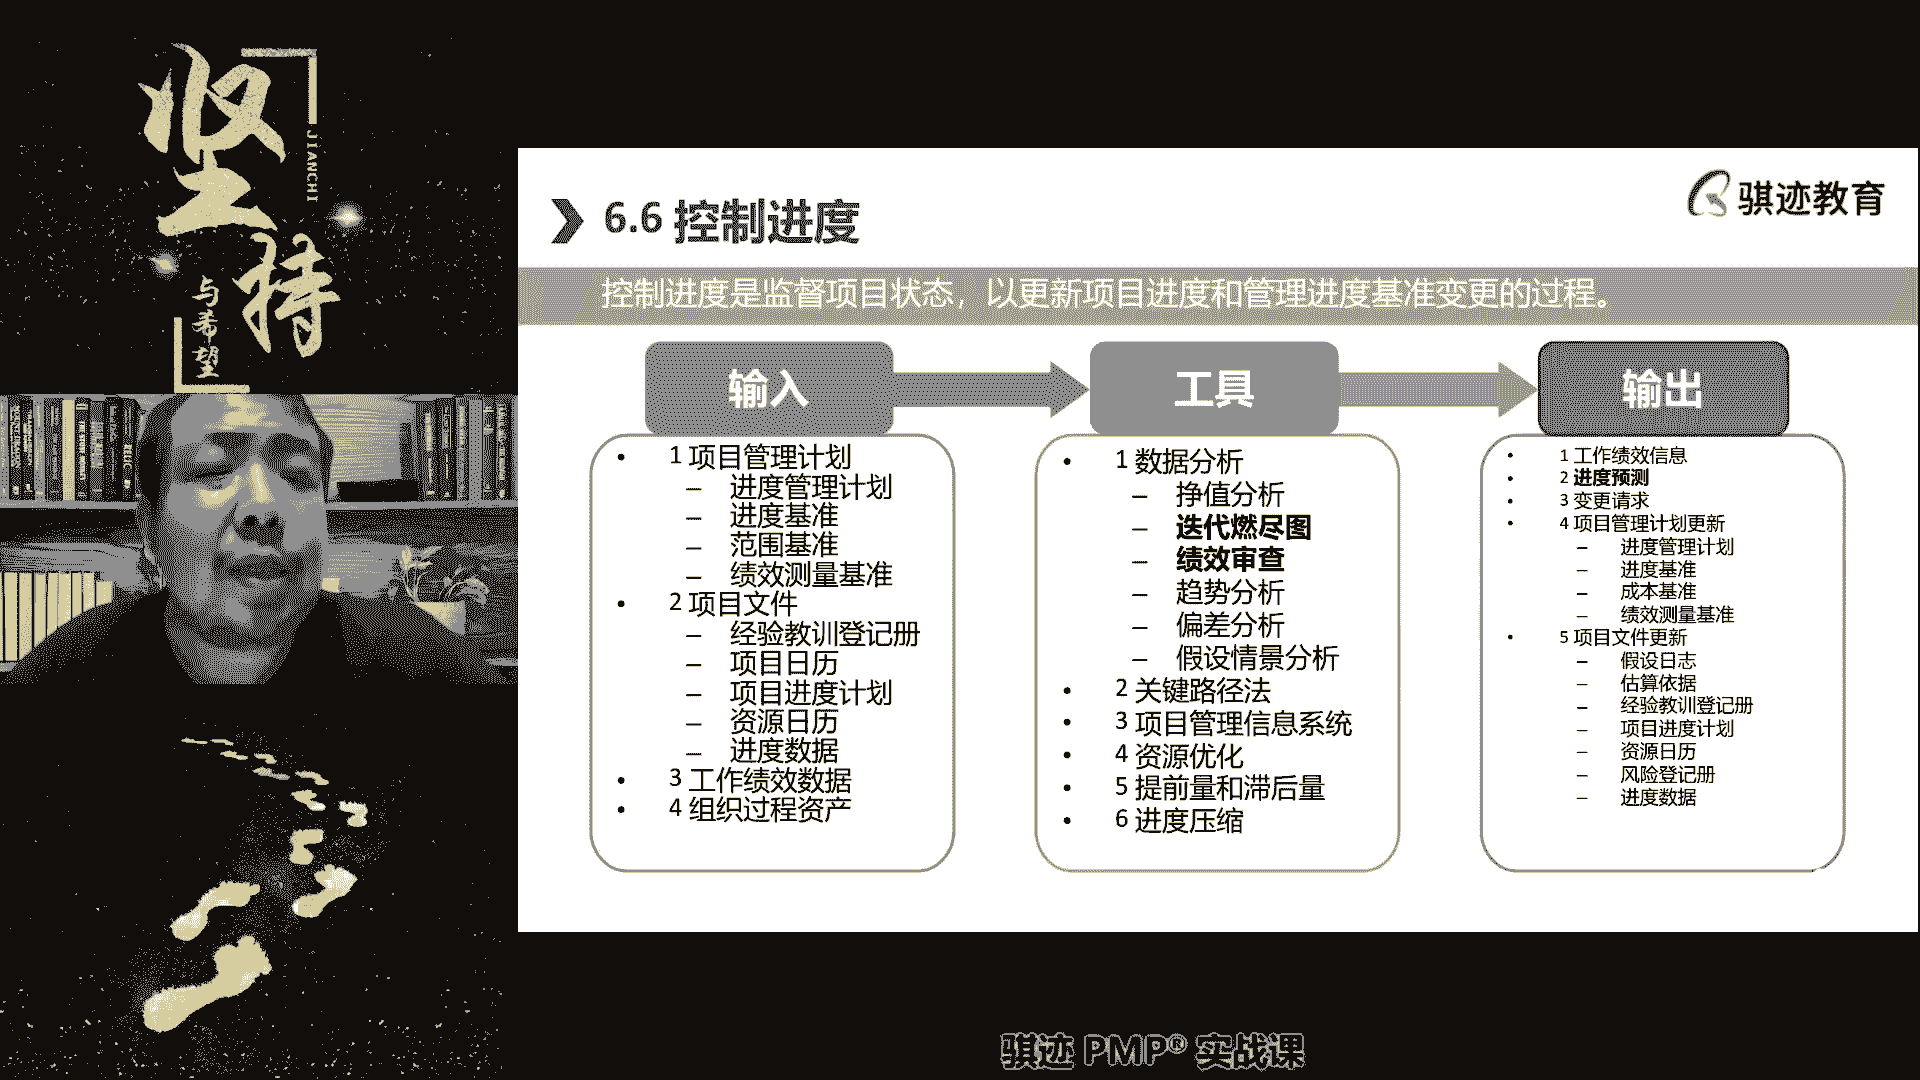 坚持
JIANCHI
与希望
骐迹教育
6.6 控制进度
控制进度是监督项目状态，以更新项目进度和管理进度基准变更的过程。
输入
• 1 项目管理计划
– 进度管理计划
– 进度基准
– 范围基准
– 绩效测量基准
• 2 项目文件
– 经验教训登记册
– 项目日历
– 项目进度计划
– 资源日历
– 进度数据
• 3 工作绩效数据
• 4 组织过程资产
工具
• 1 数据分析
– 挣值分析
– 迭代燃尽图
– 绩效审查
– 趋势分析
– 偏差分析
– 假设情景分析
• 2 关键路径法
• 3 项目管理信息系统
• 4 资源优化
• 5 提前量和滞后量
• 6 进度压缩
输出
• 1 工作绩效信息
• 2 进度预测
• 3 变更请求
• 4 项目管理计划更新
– 进度管理计划
– 进度基准
– 成本基准
– 绩效测量基准
• 5 项目文件更新
– 假设日志
– 估算依据
– 经验教训登记册
– 项目进度计划
– 资源日历
– 风险登记册
– 进度数据
骐迹 PMP® 实战课